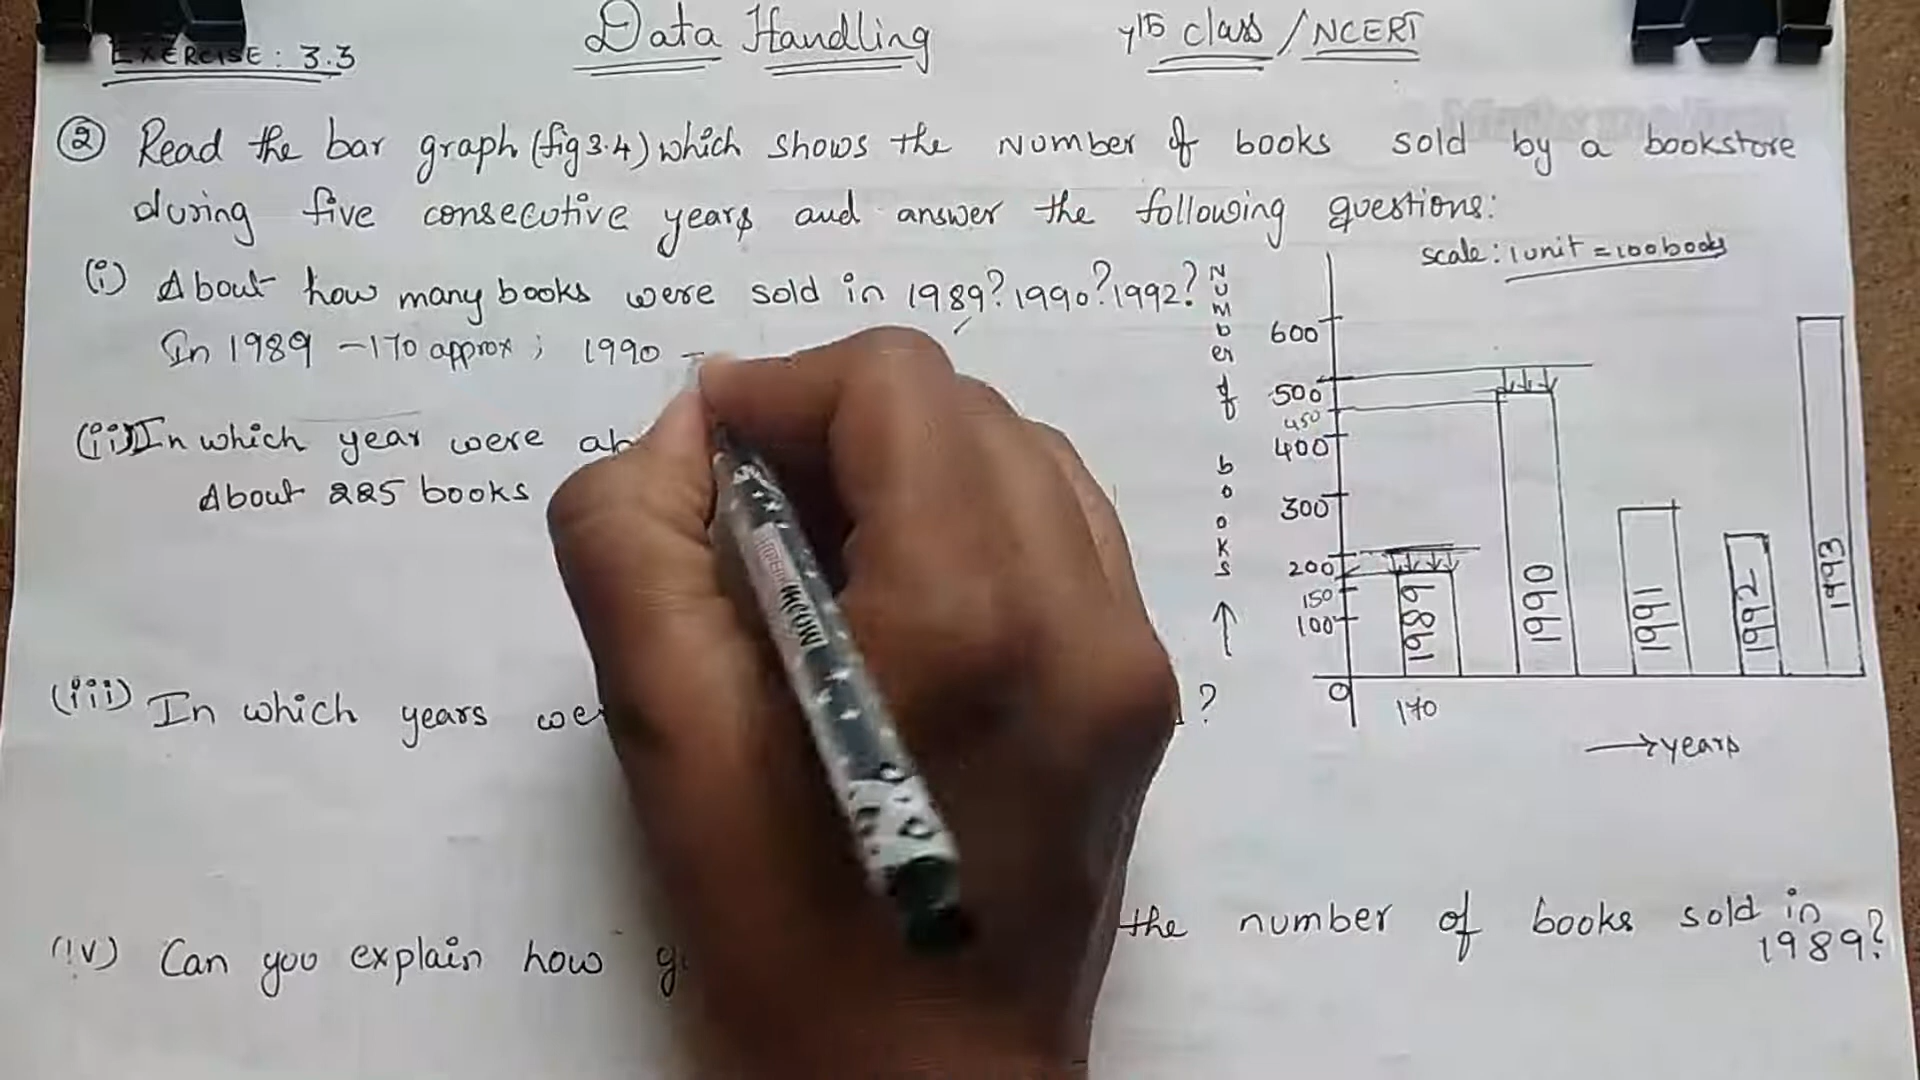 EXERCISE: 3.3
Data Handling
7th class / NCERT
② Read the bar graph (fig 3.4) which shows the Number of books sold by a bookstore
during five consecutive years and answer the following questions:
(i) About how many books were sold in 1989? 1990? 1992?
In 1989 - 170 approx ; 1990 -
(ii) In which year were
About 225 books
(iii) In which years ?
(iv) Can you explain how the number of books sold in
1989?
scale : 1 unit = 100 books
Number of books
600
500
450
400
300
200
150
100
0
1989
1990
1991
1992
1993
170
years